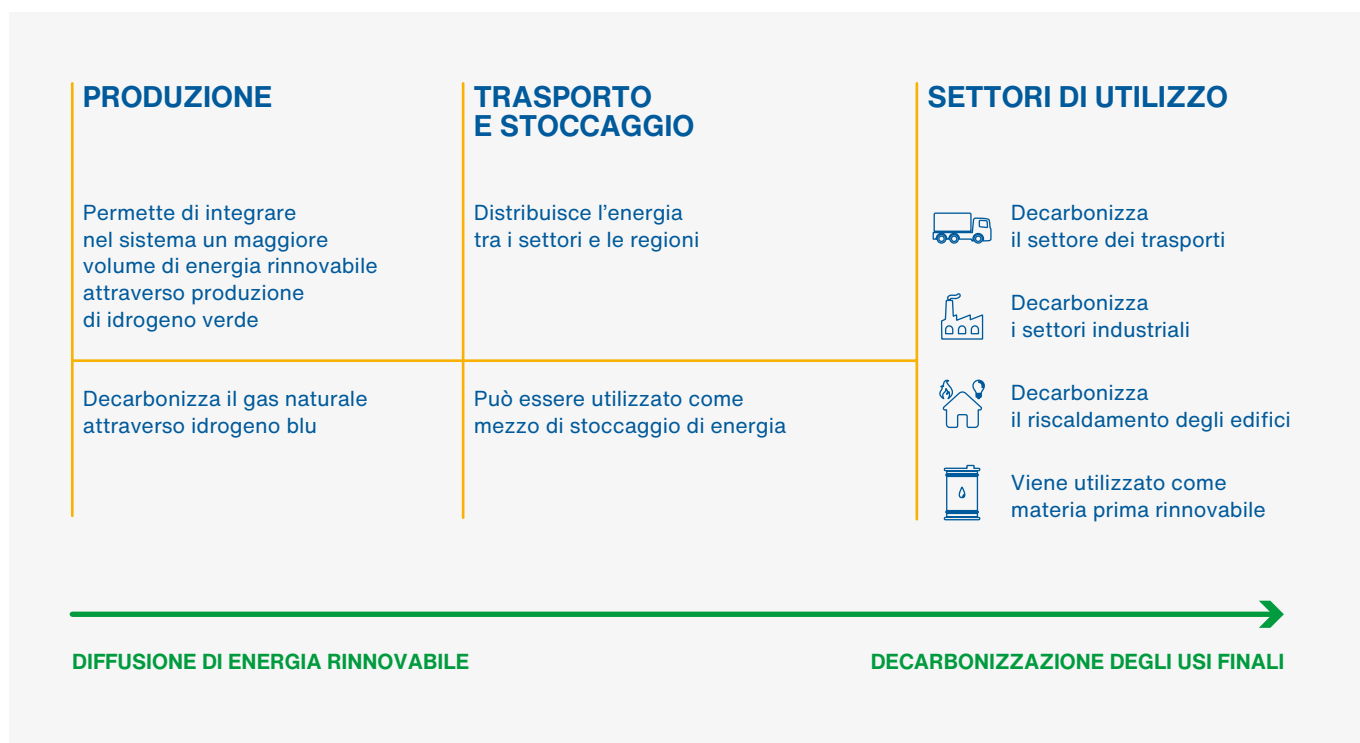 PRODUZIONE
Permette di integrare
nel sistema un maggiore
volume di energia rinnovabile
attraverso produzione
di idrogeno verde
Decarbonizza il gas naturale
attraverso idrogeno blu
TRASPORTO
E STOCCAGGIO
Distribuisce l’energia
tra i settori e le regioni
Può essere utilizzato come
mezzo di stoccaggio di energia
SETTORI DI UTILIZZO
Decarbonizza
il settore dei trasporti
Decarbonizza
i settori industriali
Decarbonizza
il riscaldamento degli edifici
Viene utilizzato come
materia prima rinnovabile
DIFFUSIONE DI ENERGIA RINNOVABILE
DECARBONIZZAZIONE DEGLI USI FINALI